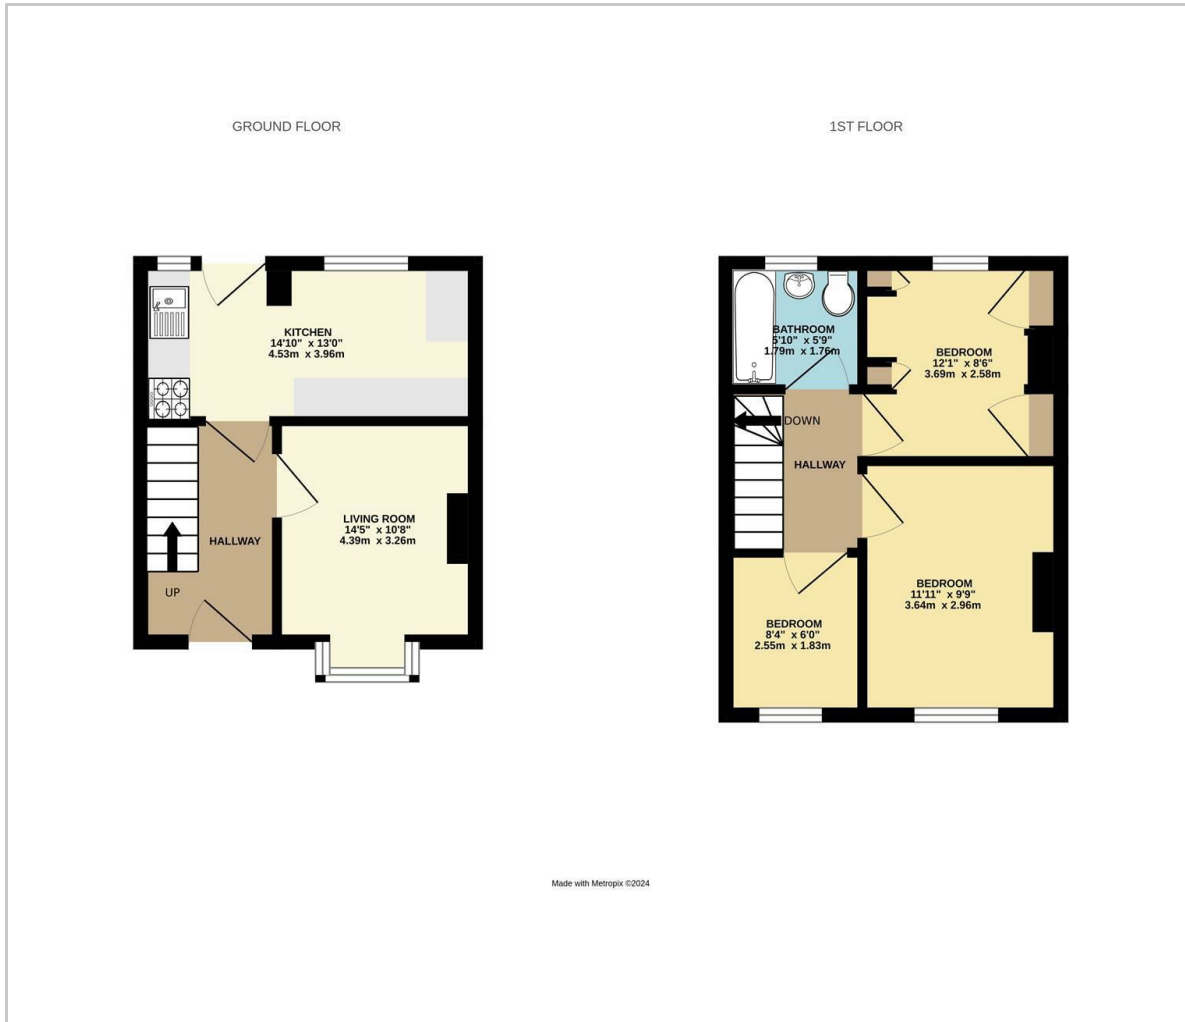 GROUND FLOOR
KITCHEN
14'10" x 13'0"
4.53m x 3.96m
LIVING ROOM
14'5" x 10'8"
4.39m x 3.26m
HALLWAY
UP
1ST FLOOR
BATHROOM
5'10" x 5'9"
1.79m x 1.76m
BEDROOM
12'1" x 8'6"
3.69m x 2.58m
DOWN
HALLWAY
BEDROOM
11'11" x 9'9"
3.64m x 2.96m
BEDROOM
8'4" x 6'0"
2.55m x 1.83m
Made with Metropix ©2024